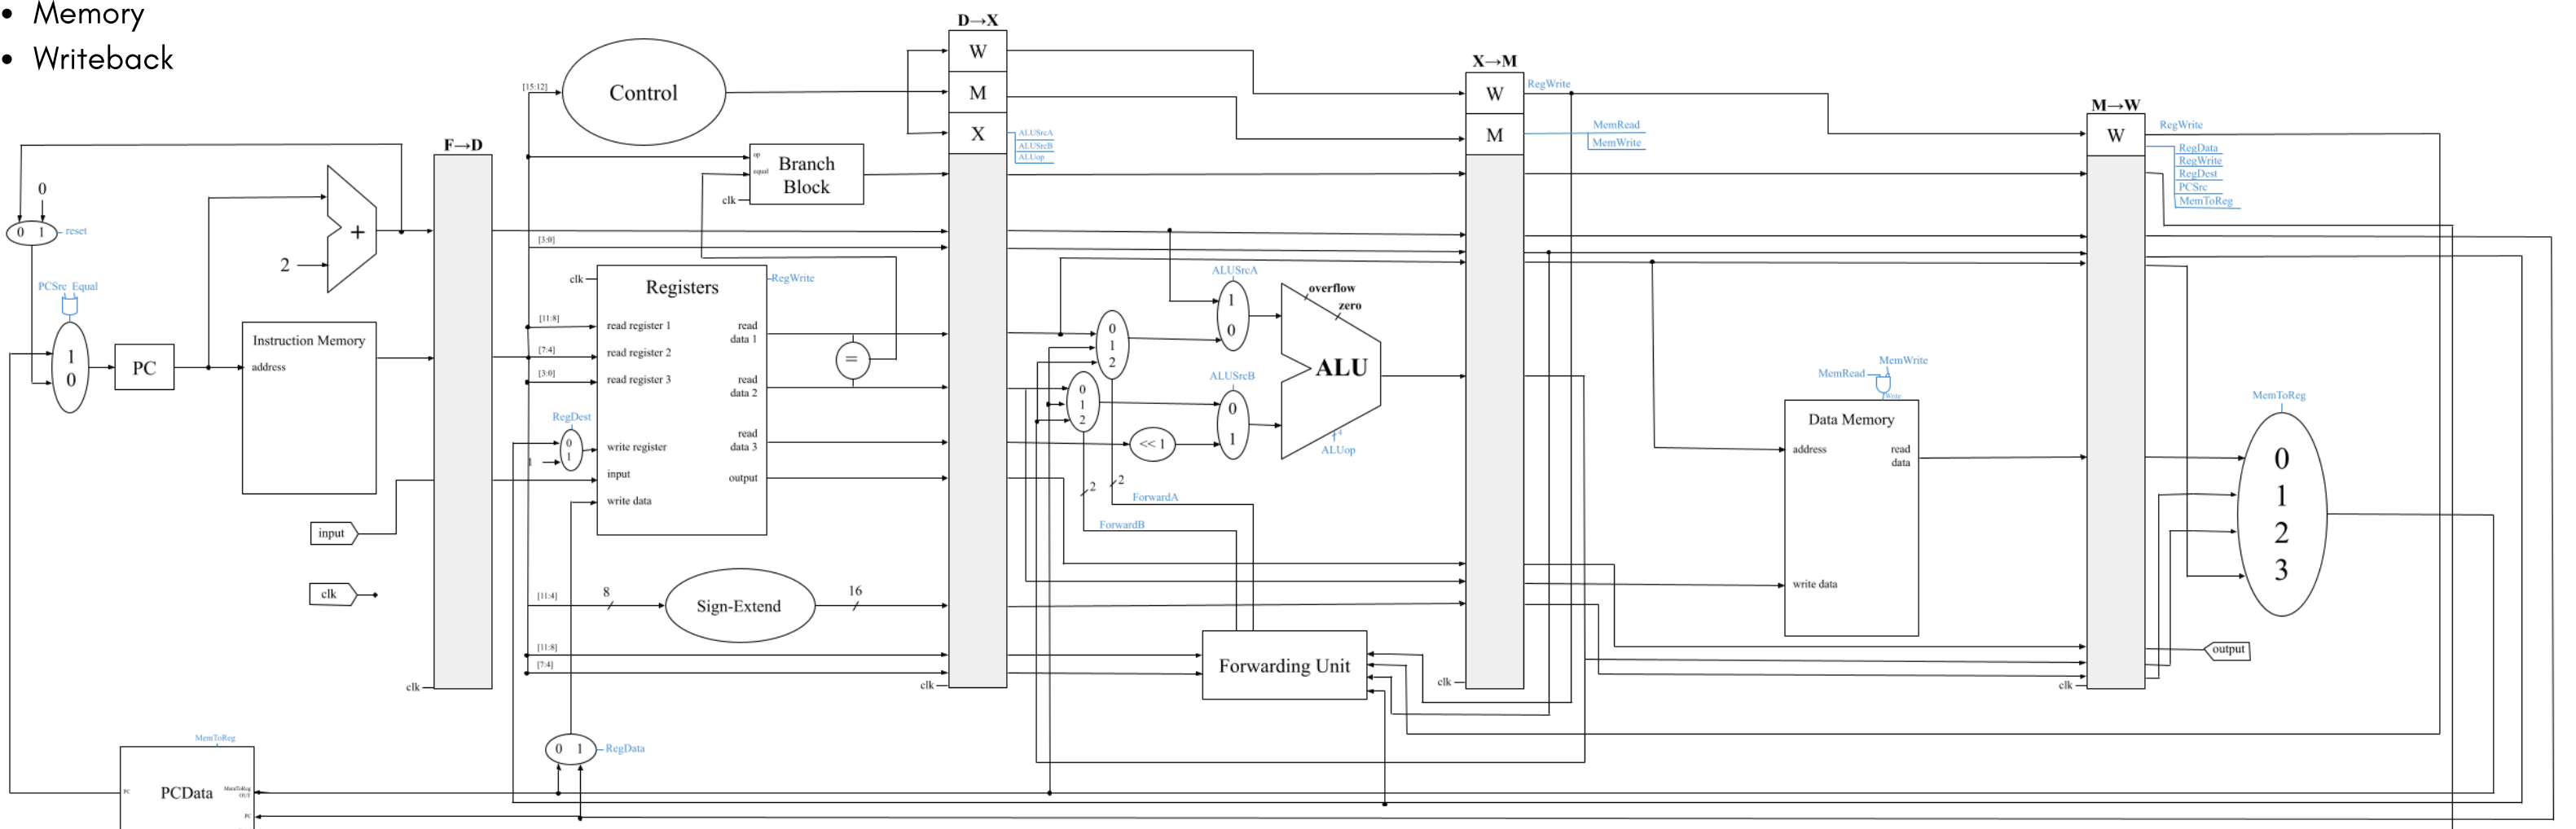 • Memory
• Writeback
D→X
W
M
X
ALUSrcA
ALUSrcB
ALUop
X→M
W
M
RegWrite
MemRead
MemWrite
M→W
W
RegWrite
RegData
RegWrite
RegDest
PCSrc
MemToReg
[15:12]
Control
F→D
op
equal
clk
Branch
Block
0
0 1
reset
+
2
[3:0]
PCSrc Equal
1
0
PC
Instruction Memory
address
clk
Registers
RegWrite
[11:8]
read register 1
read
data 1
[7:4]
read register 2
[3:0]
read register 3
read
data 2
=
RegDest
0
1
1
write register
read
data 3
input
output
write data
input
clk
[11:4]
8
Sign-Extend
16
[11:8]
[7:4]
clk
clk
0
1
2
0
1
2
ALUSrcA
1
0
ALUSrcB
0
1
<< 1
overflow
zero
ALU
4
ALUop
2
2
ForwardA
ForwardB
Forwarding Unit
clk
MemWrite
MemRead
Write
Data Memory
address
read
data
write data
MemToReg
0
1
2
3
output
clk
MemToReg
PC
PCData
MemToReg
OUT
PC
0 1
RegData